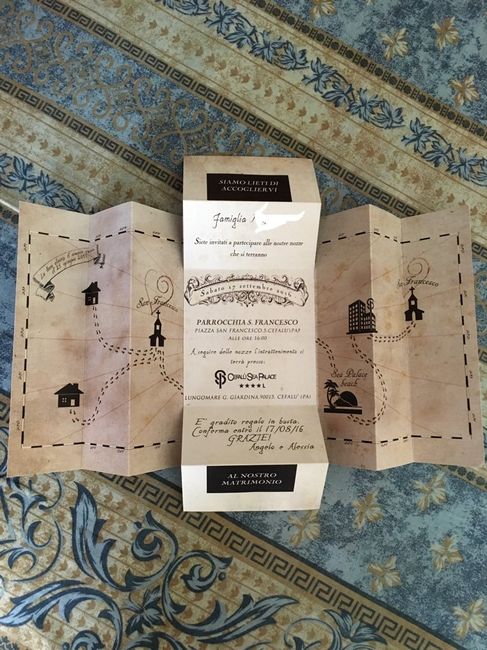 SIAMO LIETI DI
ACCOGLIERVI
Famiglia
Siete invitati a partecipare alle nostre nozze
che si terranno
Sabato 17 settembre 2016
PARROCCHIA S. FRANCESCO
PIAZZA SAN FRANCESCO,5,CEFALU'(PA)
ALLE ORE 16:00
A seguire delle nozze l'intrattenimento si
terrà presso:
CEFALÙ SEA PALACE
★★★★L
LUNGOMARE G. GIARDINA,90015, CEFALU' (PA)
E' gradito regalo in busta.
Conferma entro il 17/08/16
GRAZIE!
Angelo e Alessia
AL NOSTRO
MATRIMONIO
San Francesco
San Francesco
Sea Palace
beach